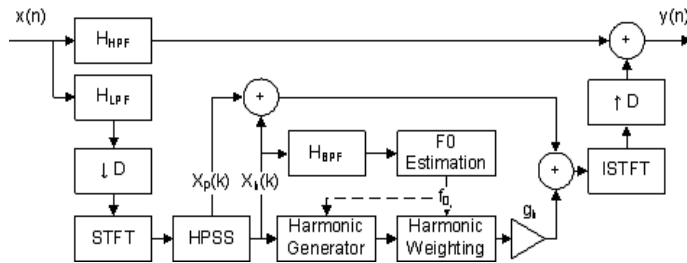 x(n)
y(n)
H_HPF
+
H_LPF
↑ D
+
↓ D
H_BPF
F0
Estimation
X_p(k)
X_h(k)
+
ISTFT
f_0
STFT
HPSS
Harmonic
Generator
Harmonic
Weighting
g_h